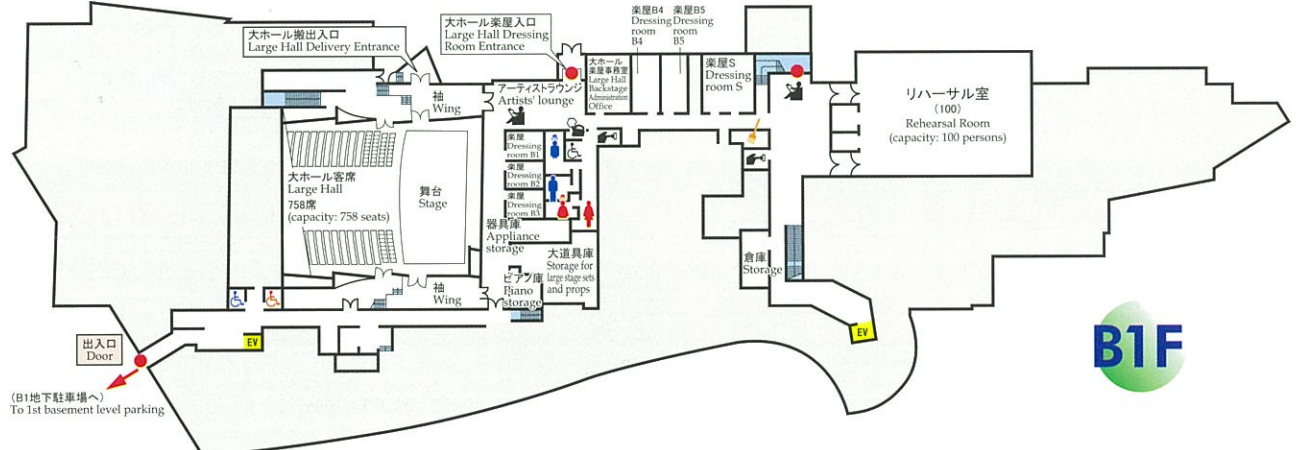 大ホール搬出入口
Large Hall Delivery Entrance
大ホール楽屋入口
Large Hall Dressing
Room Entrance
楽屋B4
Dressing
room
B4
楽屋B5
Dressing
room
B5
大ホール
楽屋事務室
Large Hall
Backstage
Administration
Office
楽屋S
Dressing
room S
アーティストラウンジ
Artists' lounge
袖
Wing
リハーサル室
(100)
Rehearsal Room
(capacity: 100 persons)
楽屋
Dressing
room B1
楽屋
Dressing
room B2
楽屋
Dressing
room B3
大ホール客席
Large Hall
758席
(capacity: 758 seats)
舞台
Stage
器具庫
Appliance
storage
大道具庫
Storage for
large stage sets
and props
ピアノ庫
Piano
storage
倉庫
Storage
袖
Wing
EV
EV
出入口
Door
(B1地下駐車場へ)
To 1st basement level parking
B1F